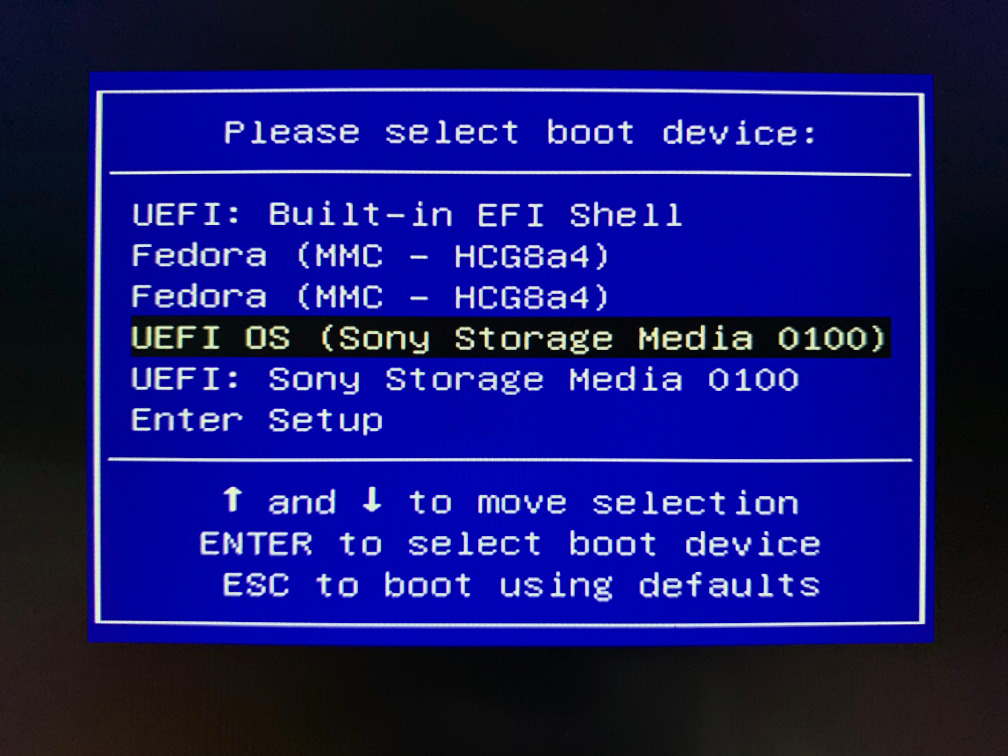 Please select boot device:
UEFI: Built-in EFI Shell
Fedora (MMC - HCG8a4)
Fedora (MMC - HCG8a4)
UEFI OS (Sony Storage Media 0100)
UEFI: Sony Storage Media 0100
Enter Setup
↑ and ↓ to move selection
ENTER to select boot device
ESC to boot using defaults